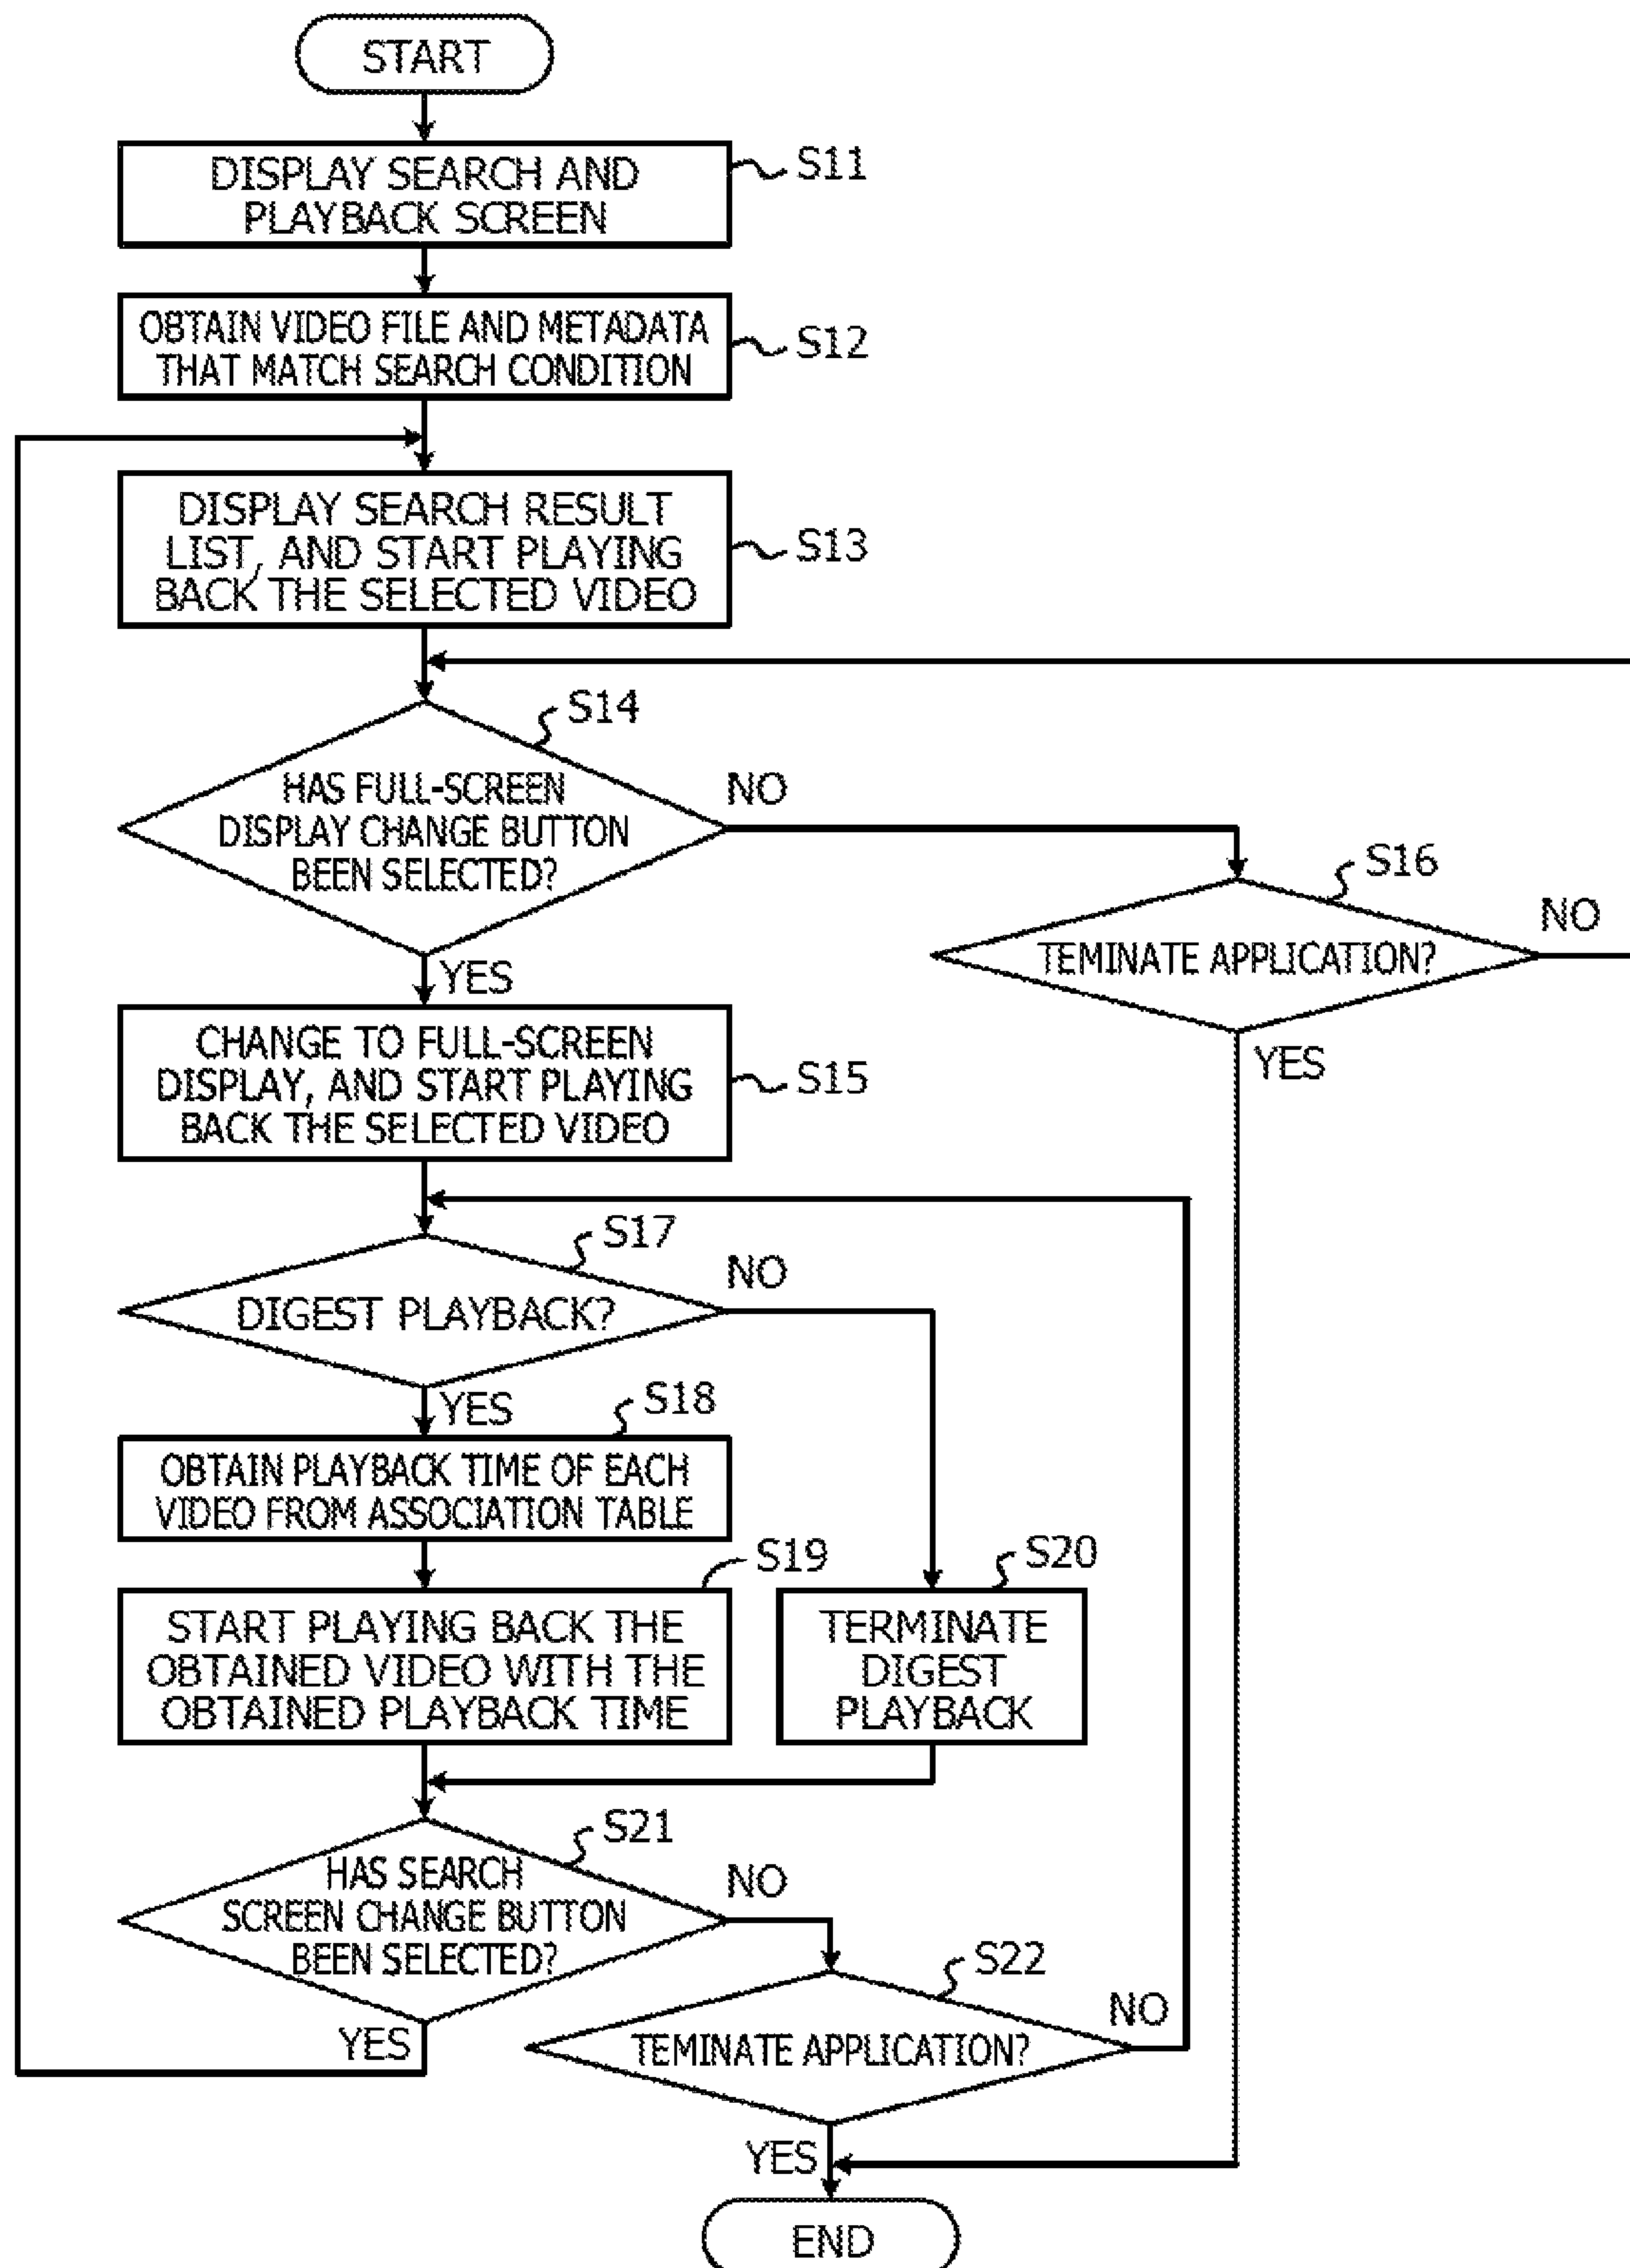 START
DISPLAY SEARCH AND
PLAYBACK SCREEN
S11
OBTAIN VIDEO FILE AND METADATA
THAT MATCH SEARCH CONDITION
S12
DISPLAY SEARCH RESULT
LIST, AND START PLAYING
BACK THE SELECTED VIDEO
S13
S14
HAS FULL-SCREEN
DISPLAY CHANGE BUTTON
BEEN SELECTED?
NO
YES
S16
TEMINATE APPLICATION?
NO
YES
CHANGE TO FULL-SCREEN
DISPLAY, AND START PLAYING
BACK THE SELECTED VIDEO
S15
S17
DIGEST PLAYBACK?
NO
YES
S18
OBTAIN PLAYBACK TIME OF EACH
VIDEO FROM ASSOCIATION TABLE
S19
START PLAYING BACK THE
OBTAINED VIDEO WITH THE
OBTAINED PLAYBACK TIME
S20
TERMINATE
DIGEST
PLAYBACK
S21
HAS SEARCH
SCREEN CHANGE BUTTON
BEEN SELECTED?
NO
YES
S22
TEMINATE APPLICATION?
NO
YES
END